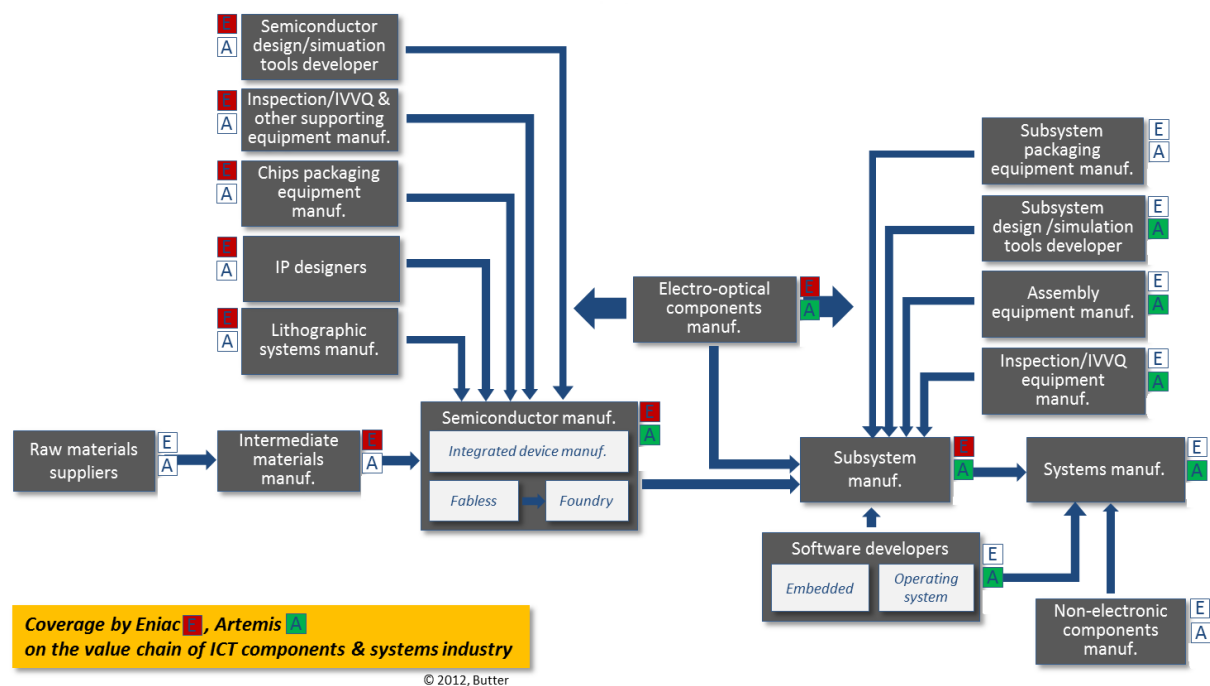 E
A
Semiconductor
design/simuation
tools developer
E
A
Inspection/IVVQ &
other supporting
equipment manuf.
E
A
Chips packaging
equipment
manuf.
E
A
IP designers
E
A
Lithographic
systems manuf.
Electro-optical
components
manuf.
E
A
Subsystem
packaging
equipment manuf.
E
A
Subsystem
design /simulation
tools developer
E
A
Assembly
equipment manuf.
E
A
Inspection/IVVQ
equipment
manuf.
E
A
Raw materials
suppliers
E
A
Intermediate
materials
manuf.
E
A
Semiconductor manuf.
E
A
Integrated device manuf.
Fabless
Foundry
Subsystem
manuf.
E
A
Systems manuf.
E
A
Software developers
E
A
Embedded
Operating
system
Non-electronic
components
manuf.
E
A
Coverage by Eniac E , Artemis A
on the value chain of ICT components & systems industry
© 2012, Butter